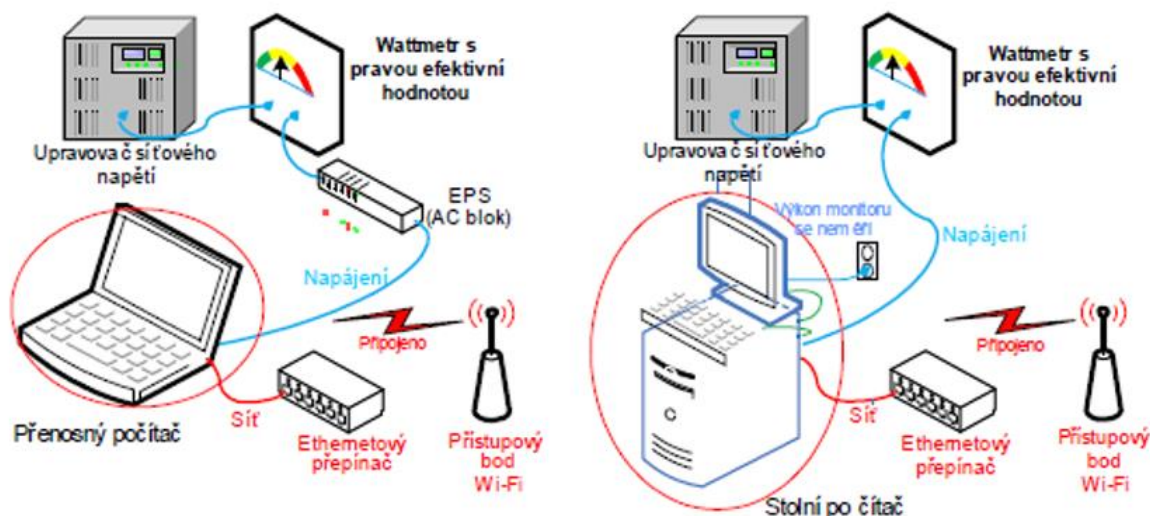 Wattmetr s
pravou efektivní
hodnotou
Upravovač síťového
napětí
EPS
(AC blok)
Napájení
Připojeno
Síť
Přenosný počítač
Ethernetový
přepínač
Přístupový
bod
Wi-Fi
Wattmetr s
pravou efektivní
hodnotou
Upravovač síťového
napětí
Výkon monitoru
se neměří
Napájení
Připojeno
Síť
Ethernetový
přepínač
Přístupový
bod
Wi-Fi
Stolní po čítač